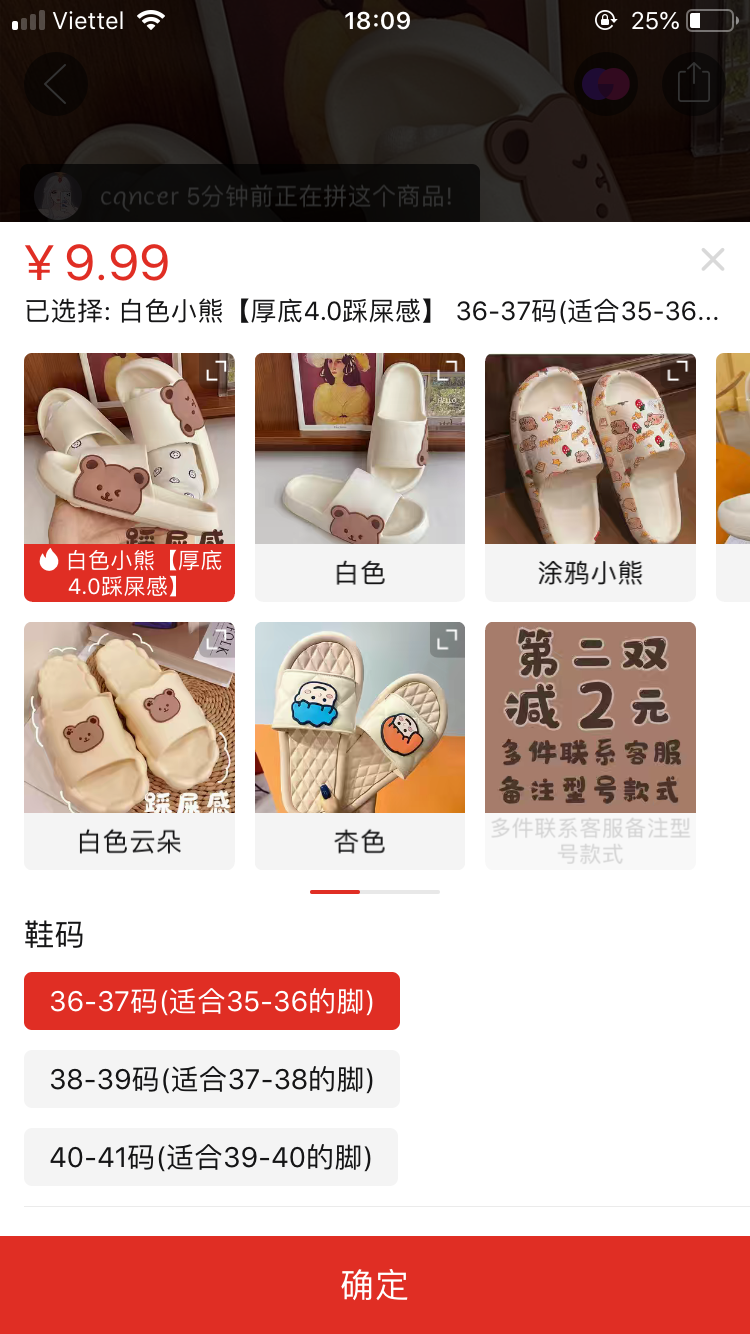 Viettel
18:09
25%
cancer 5分钟前正在拼这个商品!
¥ 9.99
已选择: 白色小熊【厚底4.0踩屎感】 36-37码(适合35-36...
HELLO
踩屎感
白色小熊【厚底
4.0踩屎感】
白色
涂鸦小熊
FOLK
踩屎感
白色云朵
杏色
第二双
减2元
多件联系客服
备注型号款式
多件联系客服备注型
号款式
鞋码
36-37码(适合35-36的脚)
38-39码(适合37-38的脚)
40-41码(适合39-40的脚)
确定